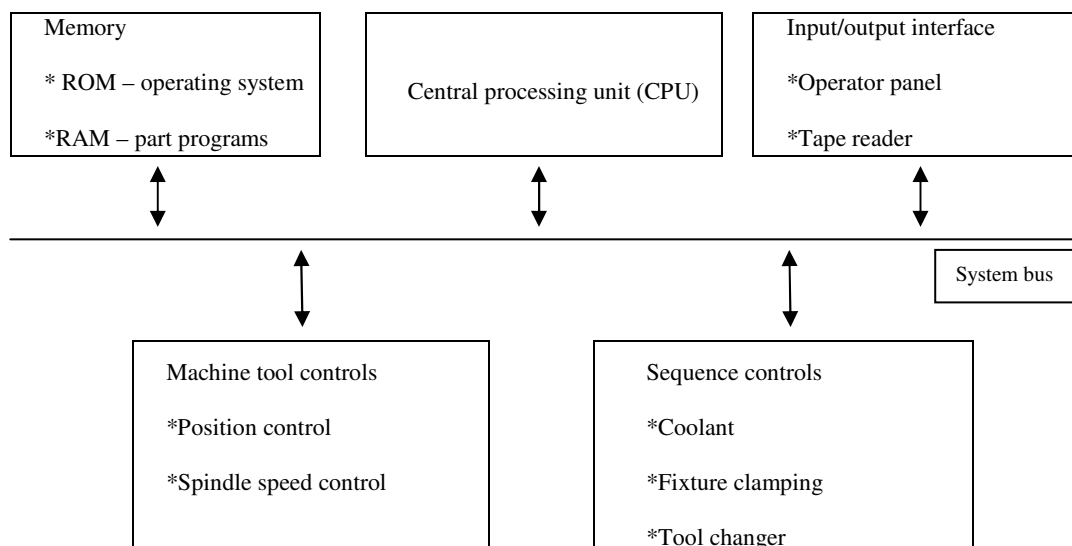 Memory
* ROM – operating system
*RAM – part programs
Central processing unit (CPU)
Input/output interface
*Operator panel
*Tape reader
System bus
Machine tool controls
*Position control
*Spindle speed control
Sequence controls
*Coolant
*Fixture clamping
*Tool changer